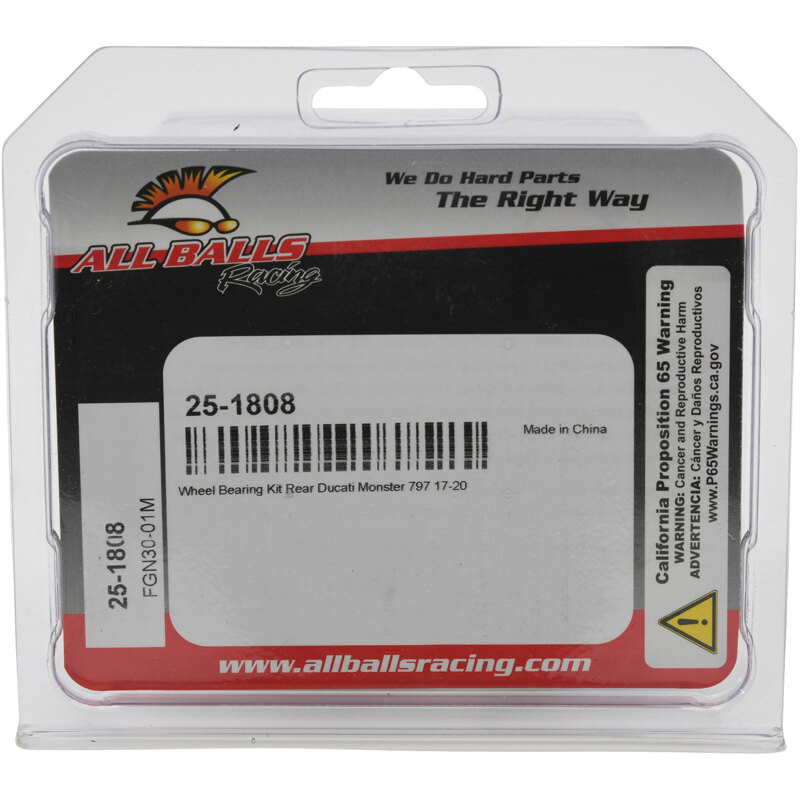 We Do Hard Parts
The Right Way
ALL BALLS
Racing
25-1808
Made in China
Wheel Bearing Kit Rear Ducati Monster 797 17-20
25-1808
FGN30-01M
California Proposition 65 Warning
WARNING: Cancer and Reproductive Harm
ADVERTENCIA: Cáncer y Daños Reproductivos
www.P65Warnings.ca.gov
www.allballsracing.com